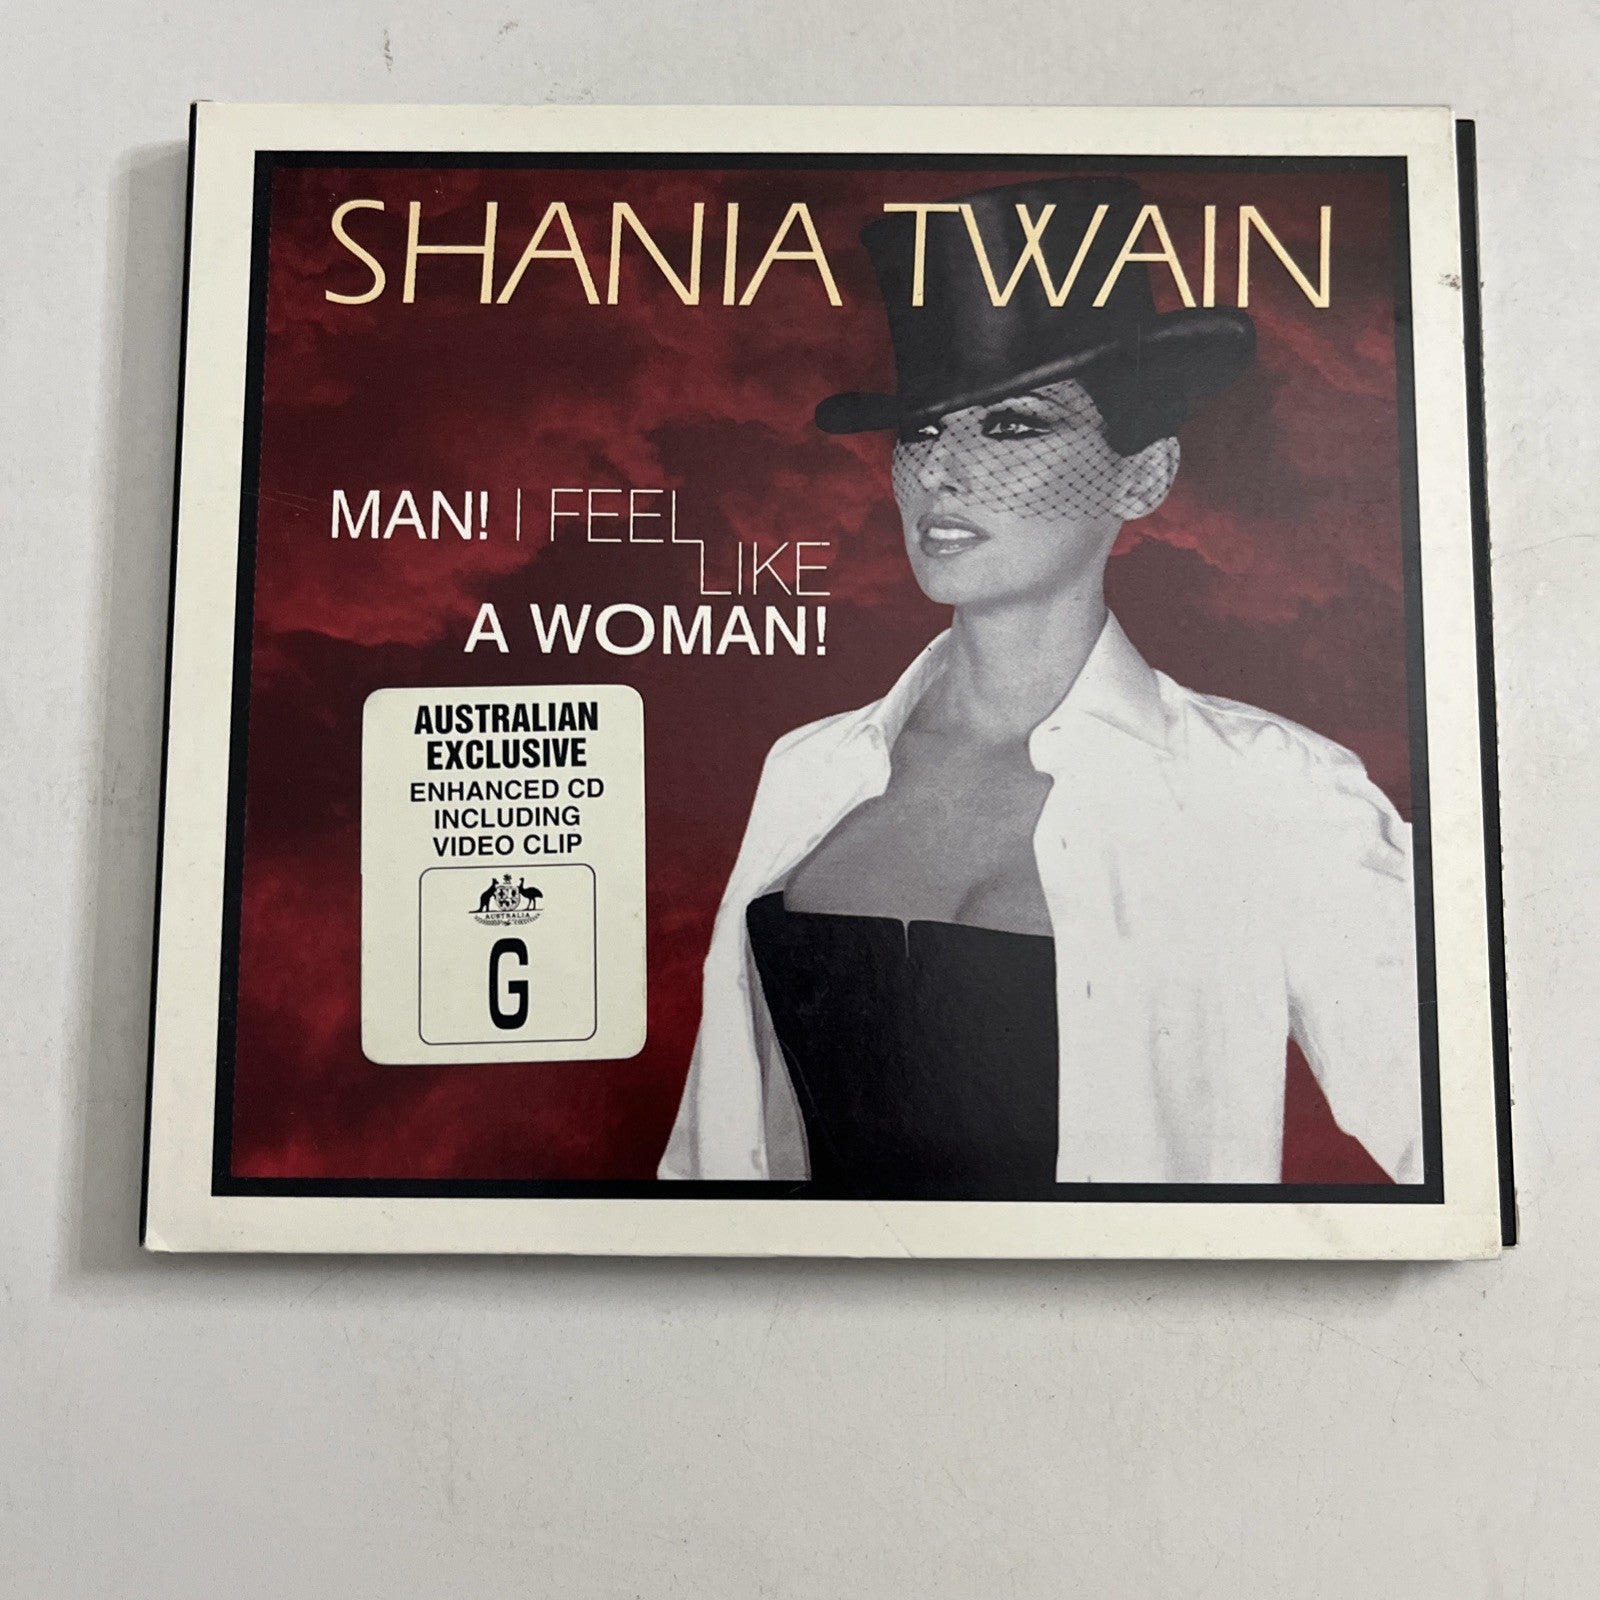 SHANIA TWAIN
MAN! I FEEL
LIKE
A WOMAN!
AUSTRALIAN
EXCLUSIVE
ENHANCED CD
INCLUDING
VIDEO CLIP
AUSTRALIA
G